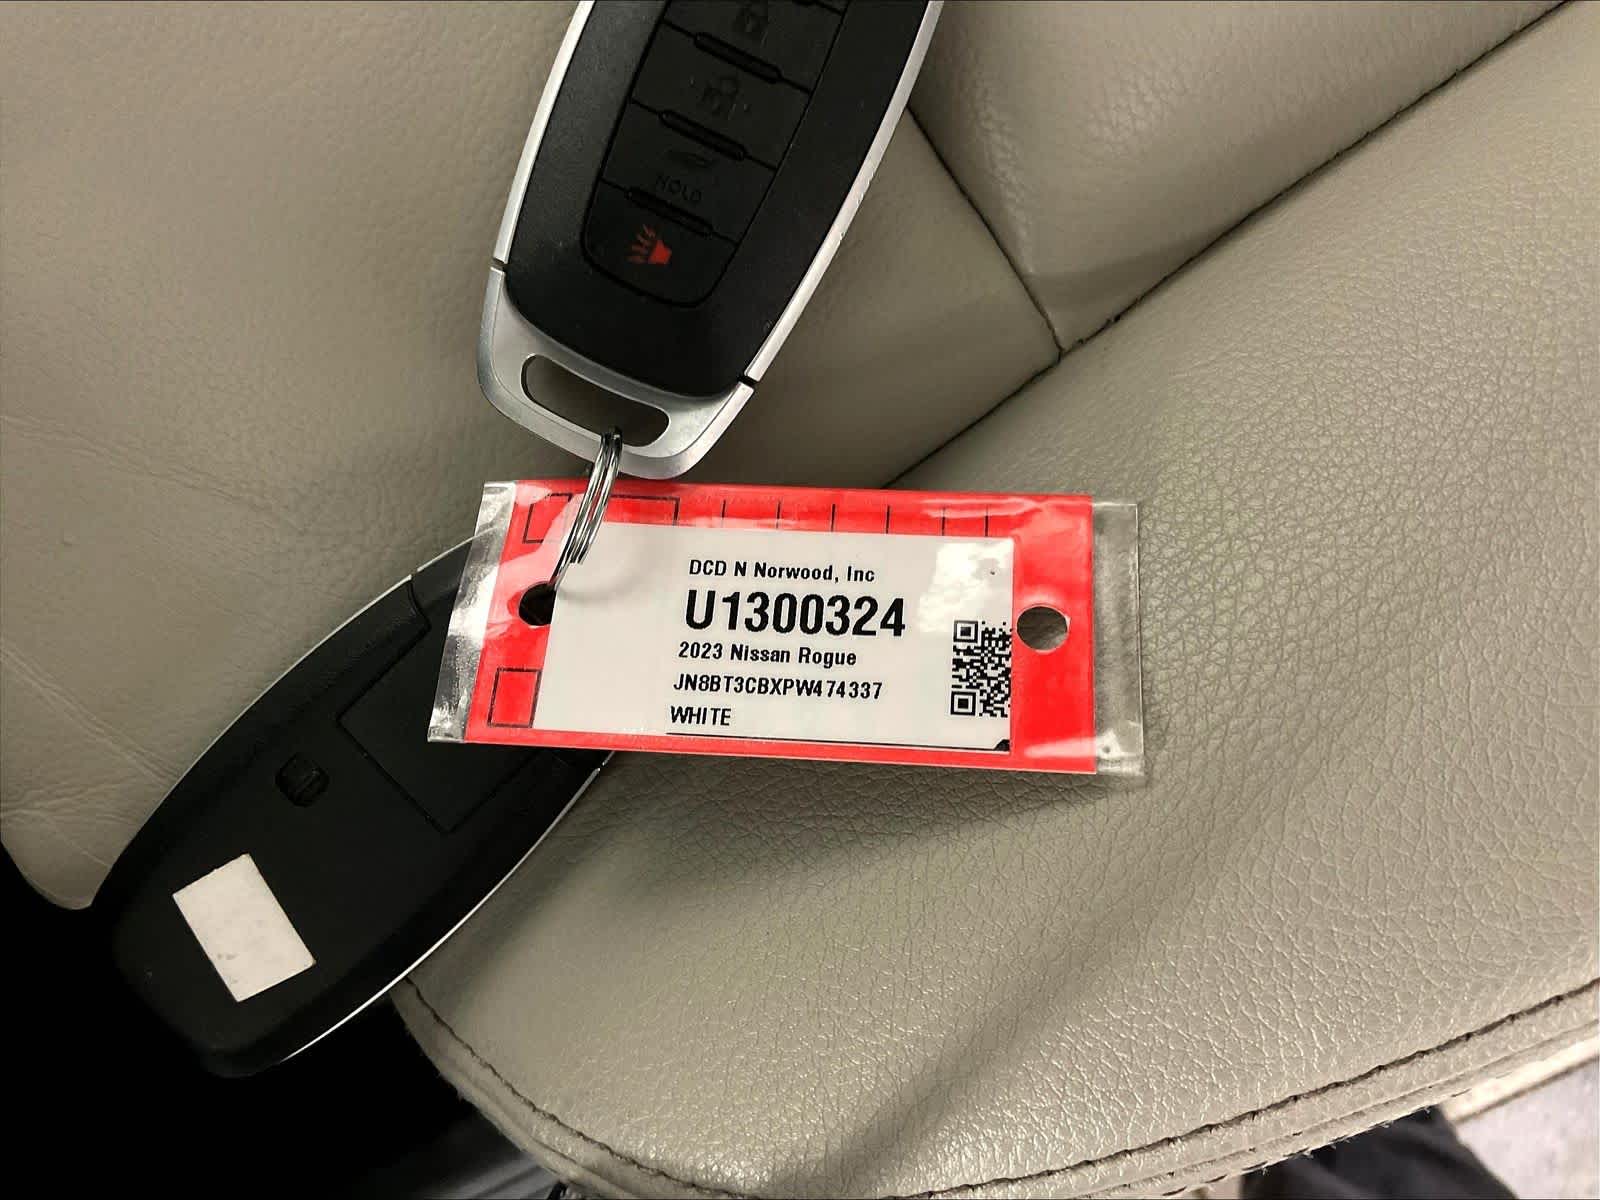 HOLD
DCD N Norwood, Inc
U1300324
2023 Nissan Rogue
JN8BT3CBXPW474337
WHITE